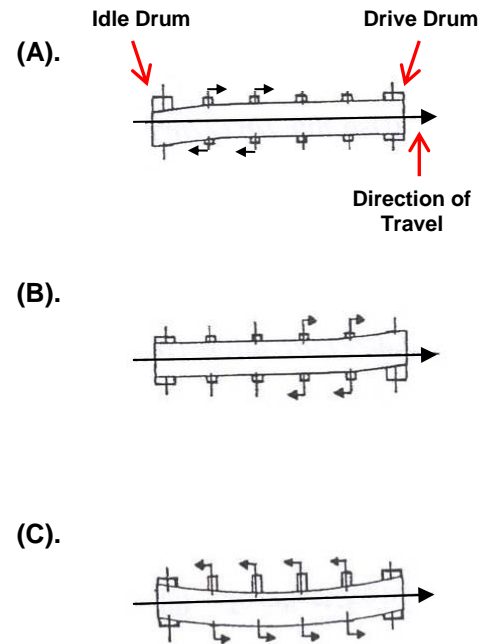 Idle Drum
Drive Drum
(A).
Direction of
Travel
(B).
(C).